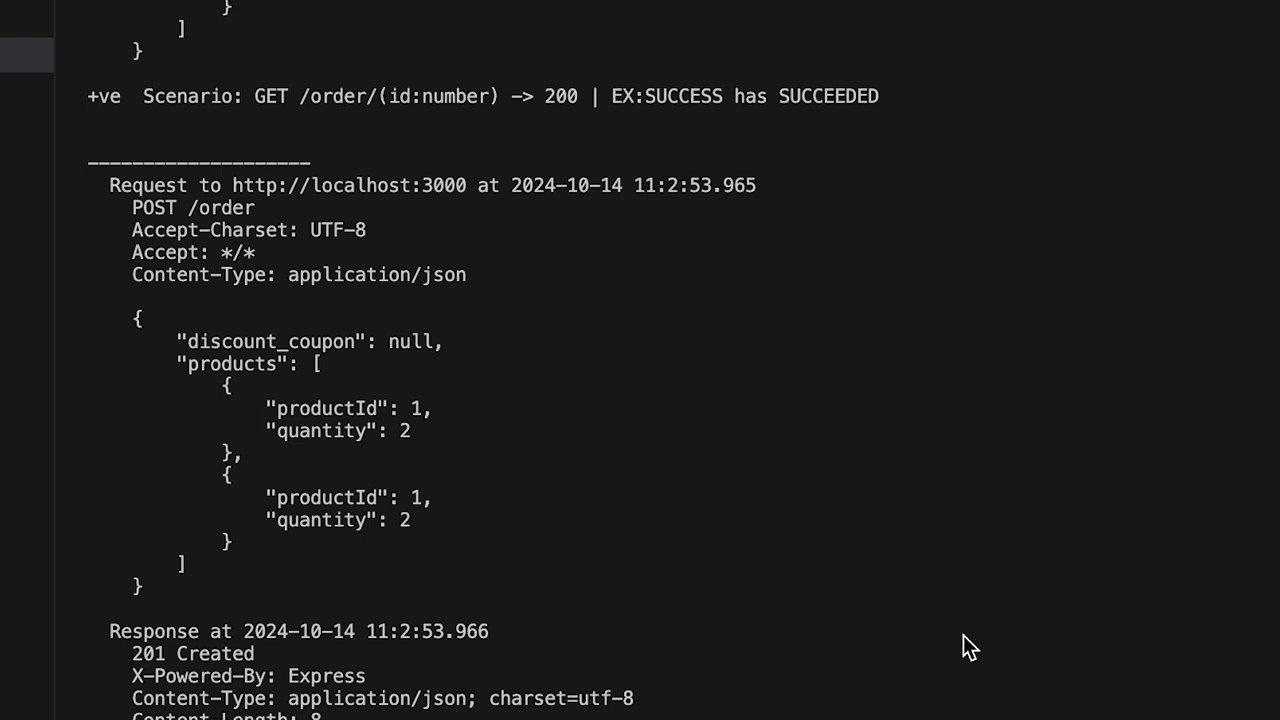 }
]
}
+ve  Scenario: GET /order/(id:number) -> 200 | EX:SUCCESS has SUCCEEDED
--------------------
Request to http://localhost:3000 at 2024-10-14 11:2:53.965
POST /order
Accept-Charset: UTF-8
Accept: */*
Content-Type: application/json
{
"discount_coupon": null,
"products": [
{
"productId": 1,
"quantity": 2
},
{
"productId": 1,
"quantity": 2
}
]
}
Response at 2024-10-14 11:2:53.966
201 Created
X-Powered-By: Express
Content-Type: application/json; charset=utf-8
Content-Length: 8